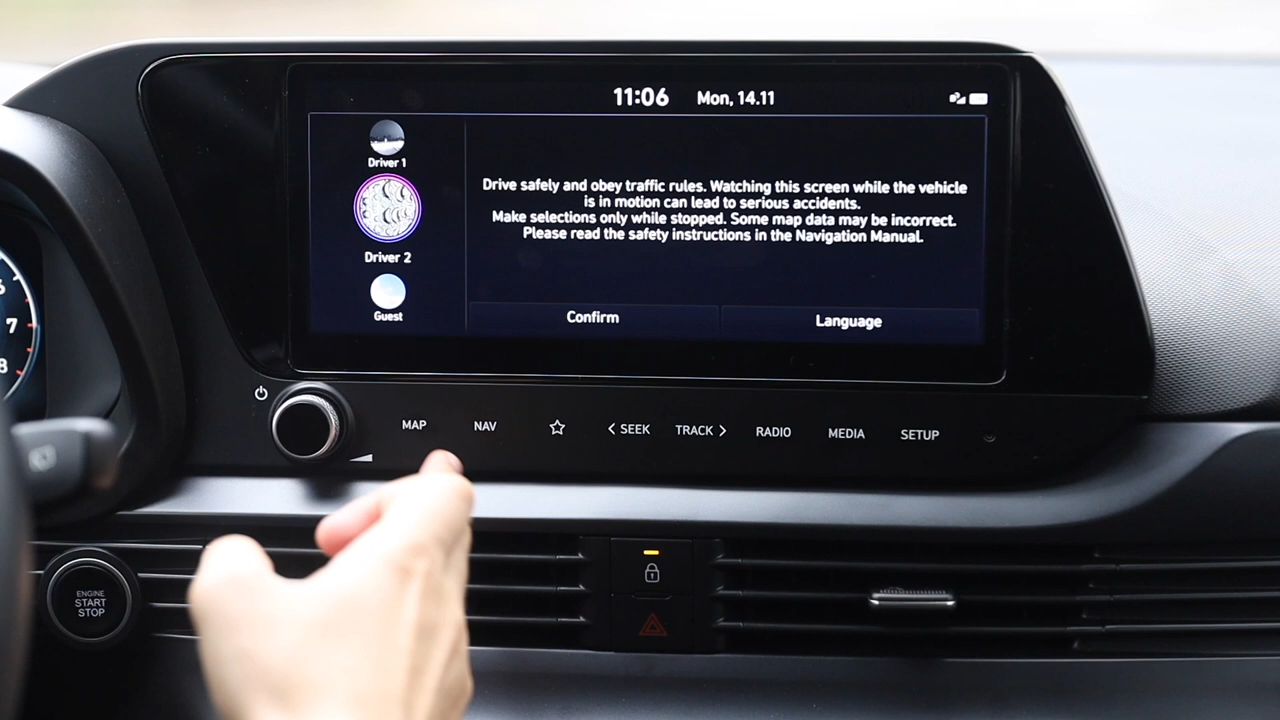 11:06 Mon, 14.11
Driver 1
Driver 2
Guest
Drive safely and obey traffic rules. Watching this screen while the vehicle
is in motion can lead to serious accidents.
Make selections only while stopped. Some map data may be incorrect.
Please read the safety instructions in the Navigation Manual.
Confirm Language
MAP NAV SEEK TRACK RADIO MEDIA SETUP
6
7
8
ENGINE
START
STOP